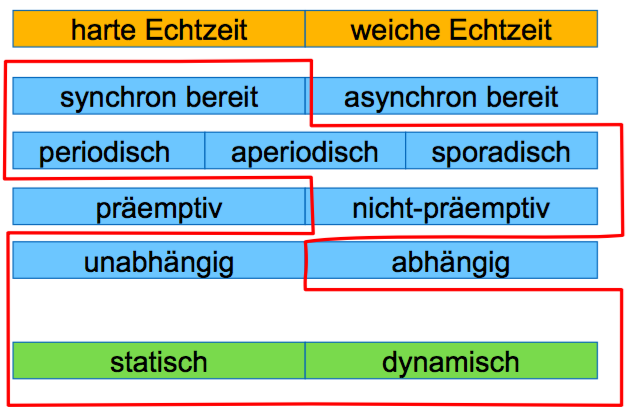 harte Echtzeit weiche Echtzeit
synchron bereit asynchron bereit
periodisch aperiodisch sporadisch
präemptiv nicht-präemptiv
unabhängig abhängig
statisch dynamisch